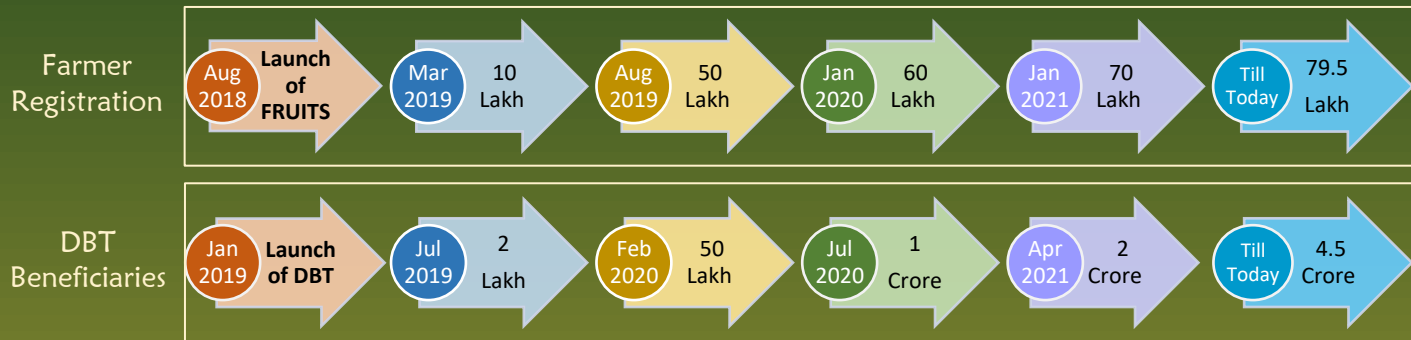 Farmer
Registration
Aug
2018
Launch
of
FRUITS
Mar
2019
10
Lakh
Aug
2019
50
Lakh
Jan
2020
60
Lakh
Jan
2021
70
Lakh
Till
Today
79.5
Lakh
DBT
Beneficiaries
Jan
2019
Launch
of DBT
Jul
2019
2
Lakh
Feb
2020
50
Lakh
Jul
2020
1
Crore
Apr
2021
2
Crore
Till
Today
4.5
Crore